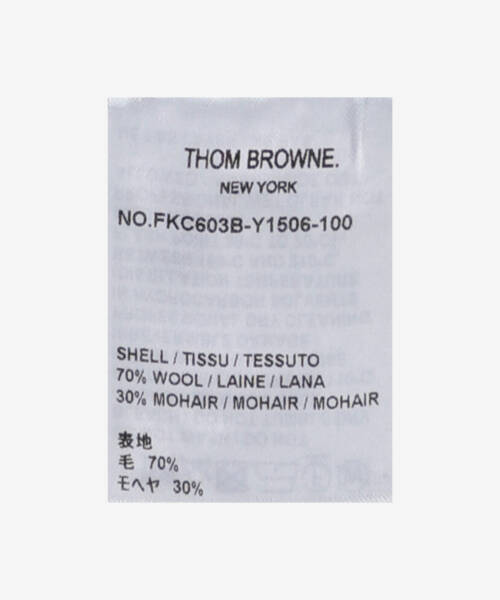 THOM BROWNE.
NEW YORK
NO.FKC603B-Y1506-100
SHELL / TISSU / TESSUTO
70% WOOL / LAINE / LANA
30% MOHAIR / MOHAIR / MOHAIR
表地
毛 70%
モヘヤ 30%